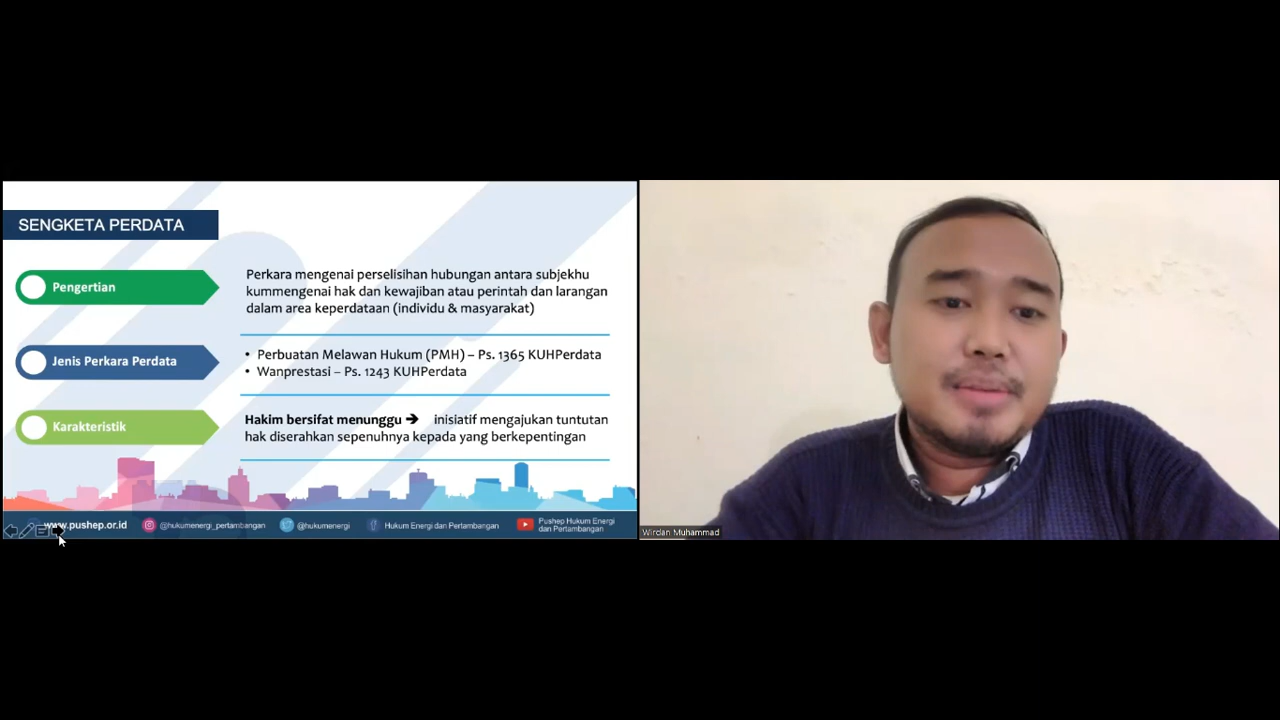 SENGKETA PERDATA
Pengertian
Perkara mengenai perselisihan hubungan antara subjekhu
kummengenai hak dan kewajiban atau perintah dan larangan
dalam area keperdataan (individu & masyarakat)
Jenis Perkara Perdata
• Perbuatan Melawan Hukum (PMH) – Ps. 1365 KUHPerdata
• Wanprestasi – Ps. 1243 KUHPerdata
Karakteristik
Hakim bersifat menunggu ➔ inisiatif mengajukan tuntutan
hak diserahkan sepenuhnya kepada yang berkepentingan
www.pushep.or.id
@hukumenergi_pertambangan
@hukumenergi
Hukum Energi dan Pertambangan
Pushep Hukum Energi
dan Pertambangan
Wirdan Muhammad